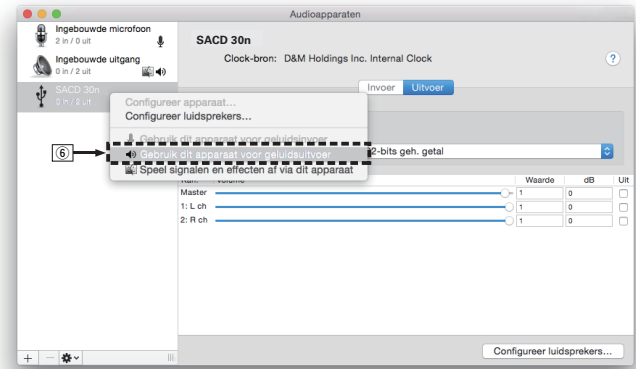 Audioapparaten
Ingebouwde microfoon
2 in / 0 uit
Ingebouwde uitgang
0 in / 2 uit
SACD 30n
0 in / 2 uit
SACD 30n
Clock-bron: D&M Holdings Inc. Internal Clock
?
Invoer Uitvoer
Configureer apparaat...
Configureer luidsprekers...
Gebruik dit apparaat voor geluidsinvoer
⑥
Gebruik dit apparaat voor geluidsuitvoer
Speel signalen en effecten af via dit apparaat
2-bits geh. getal
Volume Waarde dB Uit
Master 1 0
1: L ch 1 0
2: R ch 1 0
Configureer luidsprekers...